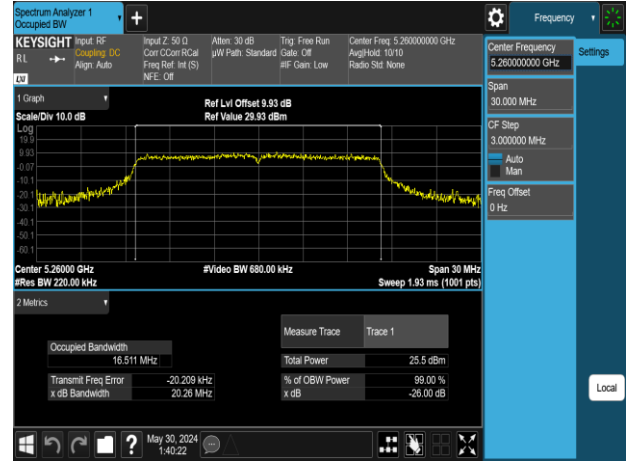 Spectrum Analyzer 1
Occupied BW
Frequency
KEYSIGHT
Input: RF
Coupling: DC
Align: Auto
RL
LXI
Input Z: 50 Ω
Corr CCorr RCal
Freq Ref: Int (S)
NFE: Off
Atten: 30 dB
µW Path: Standard
Trig: Free Run
Gate: Off
#IF Gain: Low
Center Freq: 5.260000000 GHz
Avg|Hold: 10/10
Radio Std: None
Center Frequency
5.260000000 GHz
Settings
Span
30.000 MHz
CF Step
3.000000 MHz
Auto
Man
Freq Offset
0 Hz
Local
1 Graph
Scale/Div 10.0 dB
Ref Lvl Offset 9.93 dB
Ref Value 29.93 dBm
Log
19.9
9.93
-0.07
-10.1
-20.1
-30.1
-40.1
-50.1
-60.1
Center 5.26000 GHz
#Res BW 220.00 kHz
#Video BW 680.00 kHz
Span 30 MHz
Sweep 1.93 ms (1001 pts)
2 Metrics
Measure Trace Trace 1
Occupied Bandwidth
16.511 MHz
Total Power 25.5 dBm
Transmit Freq Error -20.209 kHz
% of OBW Power 99.00 %
x dB Bandwidth 20.26 MHz
x dB -26.00 dB
?
May 30, 2024
1:40:22